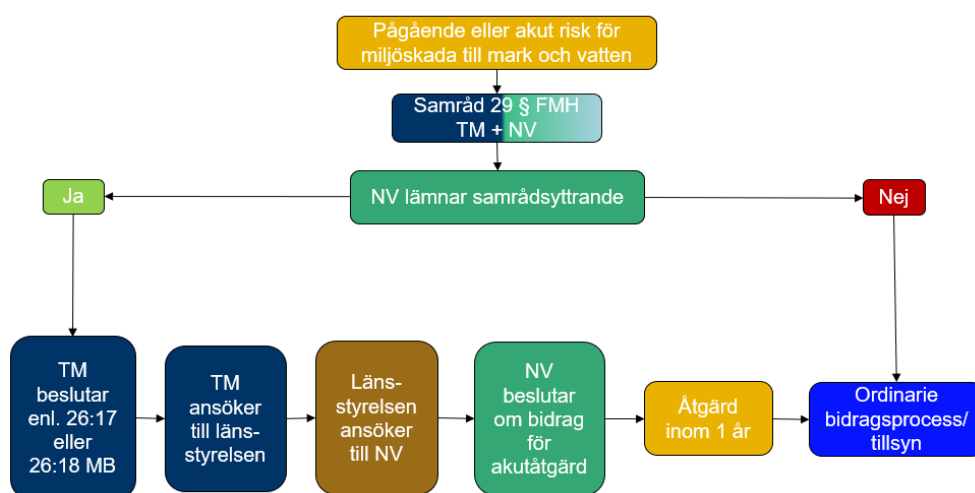 Pågående eller akut risk för
miljöskada till mark och vatten
Samråd 29 § FMH
TM + NV
NV lämnar samrådsyttrande
Ja
Nej
TM
beslutar
enl. 26:17
eller
26:18 MB
TM
ansöker
till läns-
styrelsen
Läns-
styrelsen
ansöker
till NV
NV
beslutar
om bidrag
för
akutåtgärd
Åtgärd
inom 1 år
Ordinarie
bidragsprocess/
tillsyn